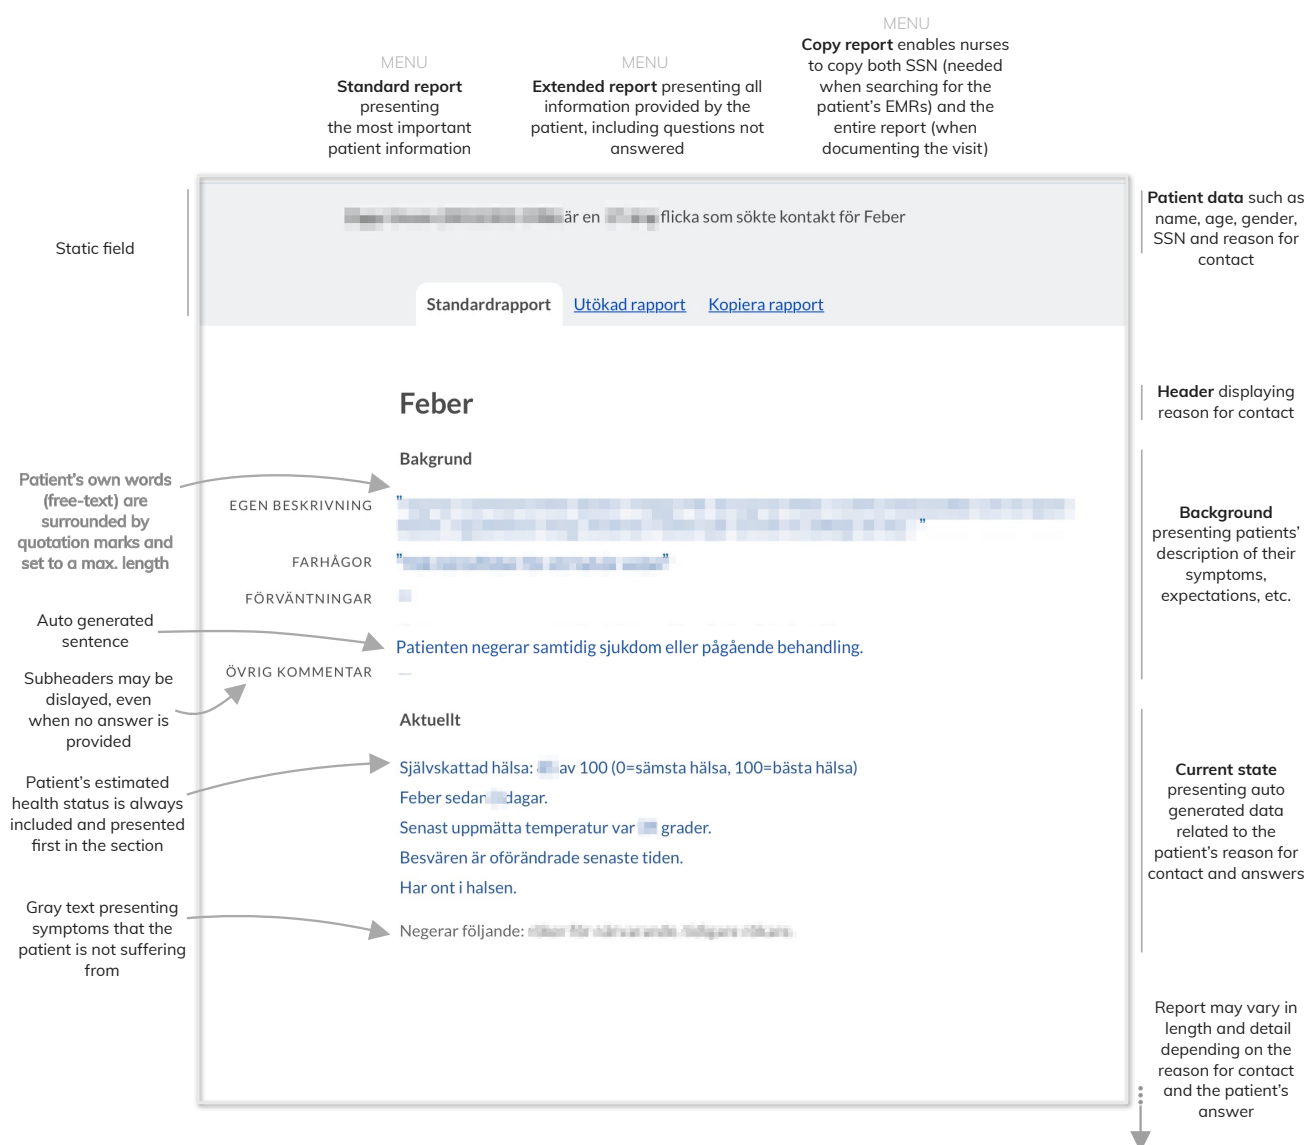 MENU
Standard report
presenting
the most important
patient information
MENU
Extended report presenting all
information provided by the
patient, including questions not
answered
MENU
Copy report enables nurses
to copy both SSN (needed
when searching for the
patient's EMRs) and the
entire report (when
documenting the visit)
Static field
är en flicka som sökte kontakt för Feber
Standardrapport Utökad rapport Kopiera rapport
Patient data such as
name, age, gender,
SSN and reason for
contact
Feber
Header displaying
reason for contact
Bakgrund
Patient's own words
(free-text) are
surrounded by
quotation marks and
set to a max. length
EGEN BESKRIVNING
" "
FARHÅGOR
" "
FÖRVÄNTNINGAR
Background
presenting patients'
description of their
symptoms,
expectations, etc.
Auto generated
sentence
Patienten negerar samtidig sjukdom eller pågående behandling.
ÖVRIG KOMMENTAR
Subheaders may be
dislayed, even
when no answer is
provided
Aktuellt
Patient's estimated
health status is always
included and presented
first in the section
Självskattad hälsa: av 100 (0=sämsta hälsa, 100=bästa hälsa)
Feber sedan dagar.
Senast uppmätta temperatur var grader.
Besvären är oförändrade senaste tiden.
Har ont i halsen.
Current state
presenting auto
generated data
related to the
patient's reason for
contact and answers
Gray text presenting
symptoms that the
patient is not suffering
from
Negerar följande:
Report may vary in
length and detail
depending on the
reason for contact
and the patient's
answer